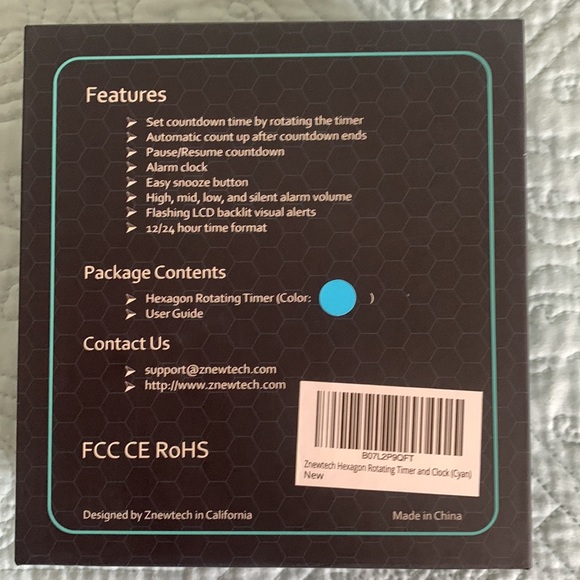 Features
Set countdown time by rotating the timer
Automatic count up after countdown ends
Pause/Resume countdown
Alarm clock
Easy snooze button
High, mid, low, and silent alarm volume
Flashing LCD backlit visual alerts
12/24 hour time format
Package Contents
Hexagon Rotating Timer (Color: )
User Guide
Contact Us
support@znewtech.com
http://www.znewtech.com
B07L2P9QFT
Znewtech Hexagon Rotating Timer and Clock (Cyan)
New
FCC CE RoHS
Designed by Znewtech in California
Made in China